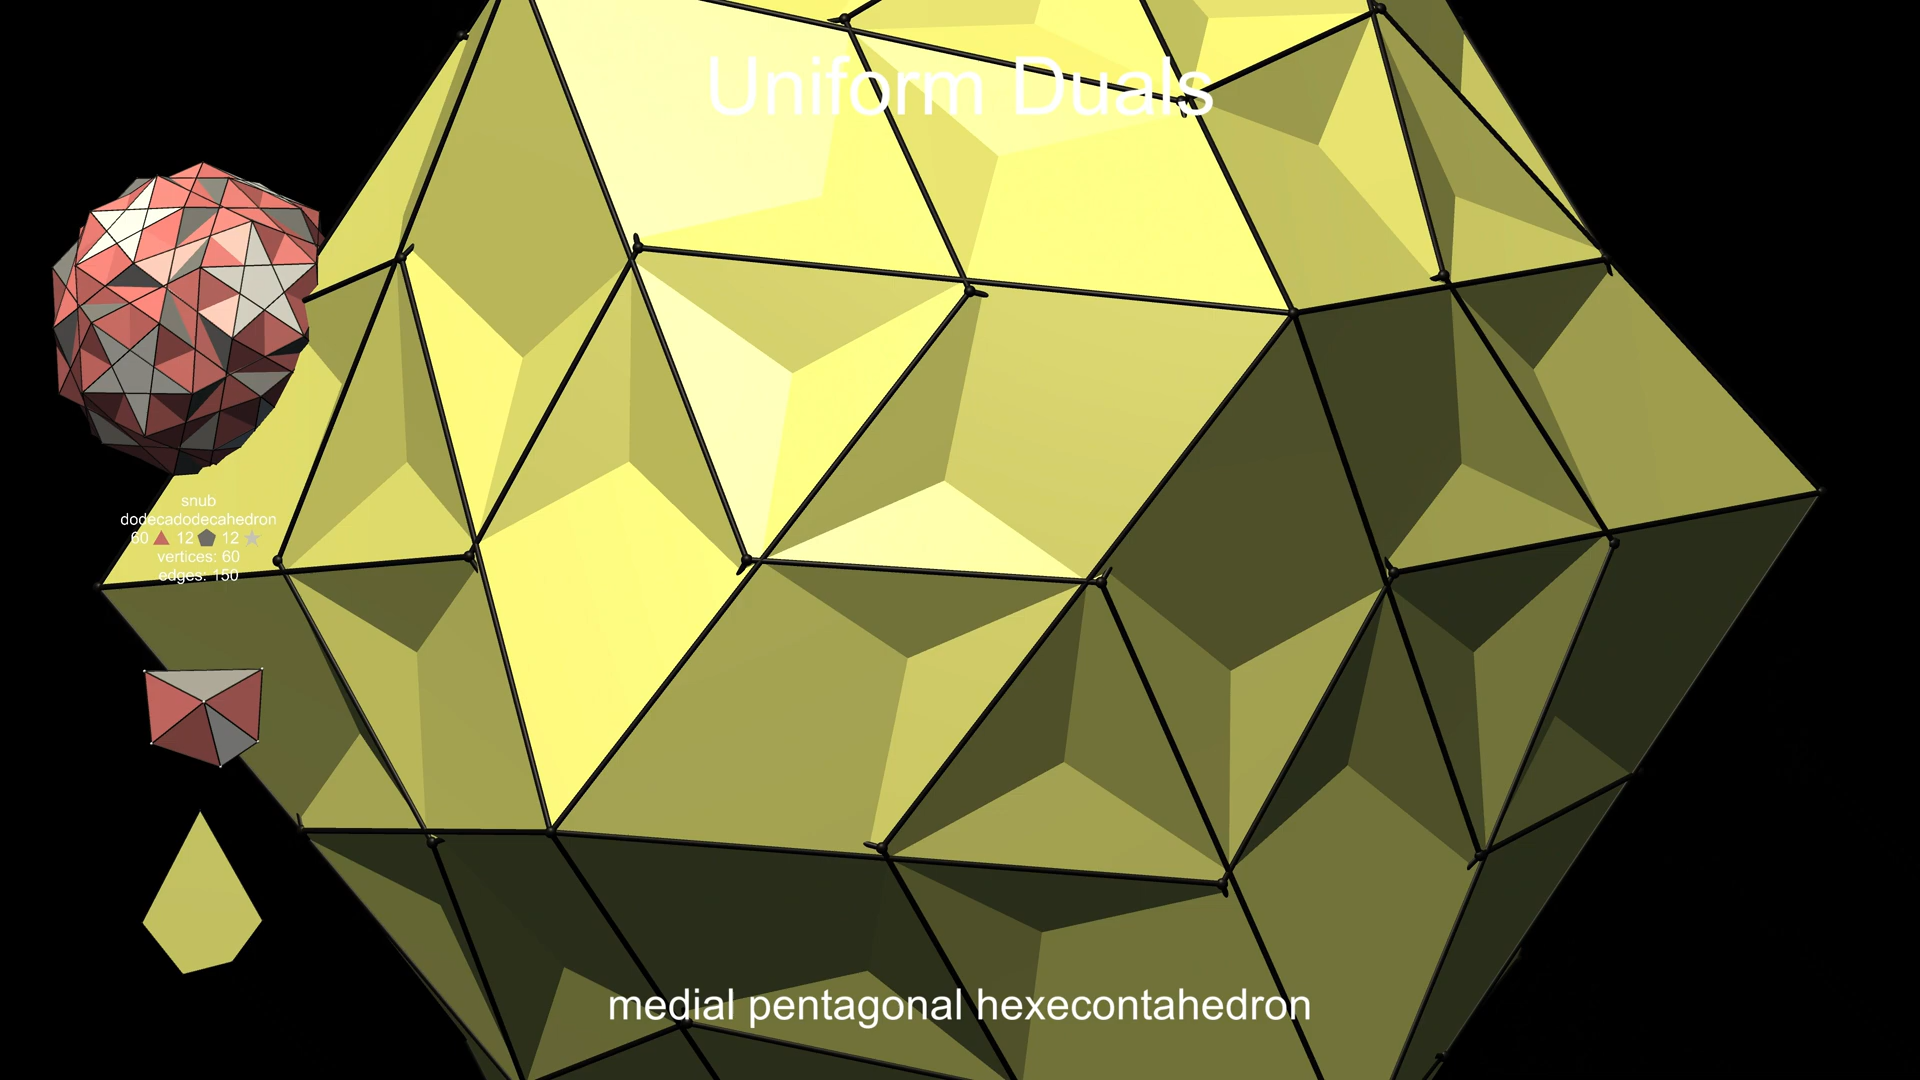 Uniform Duals
snub
dodecadodecahedron
60 12 12
vertices: 60
edges: 150
medial pentagonal hexecontahedron